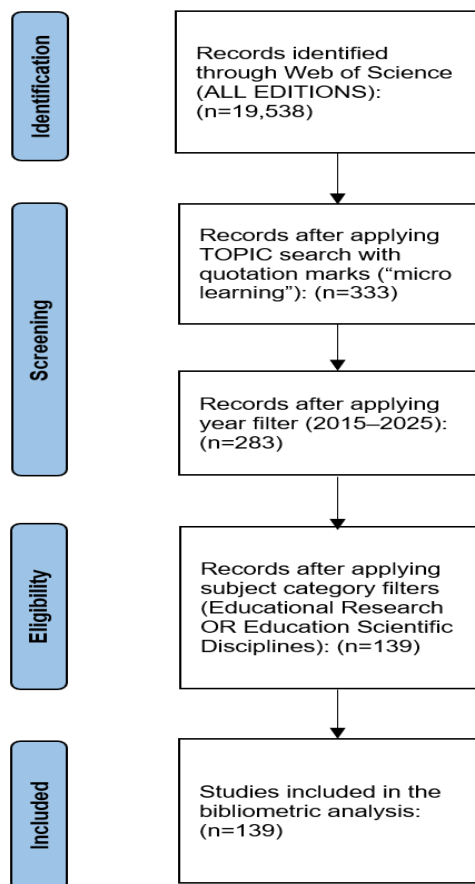 Identification
Records identified
through Web of Science
(ALL EDITIONS):
(n=19,538)
Screening
Records after applying
TOPIC search with
quotation marks (“micro
learning”): (n=333)
Records after applying
year filter (2015–2025):
(n=283)
Eligibility
Records after applying
subject category filters
(Educational Research
OR Education Scientific
Disciplines): (n=139)
Included
Studies included in the
bibliometric analysis:
(n=139)